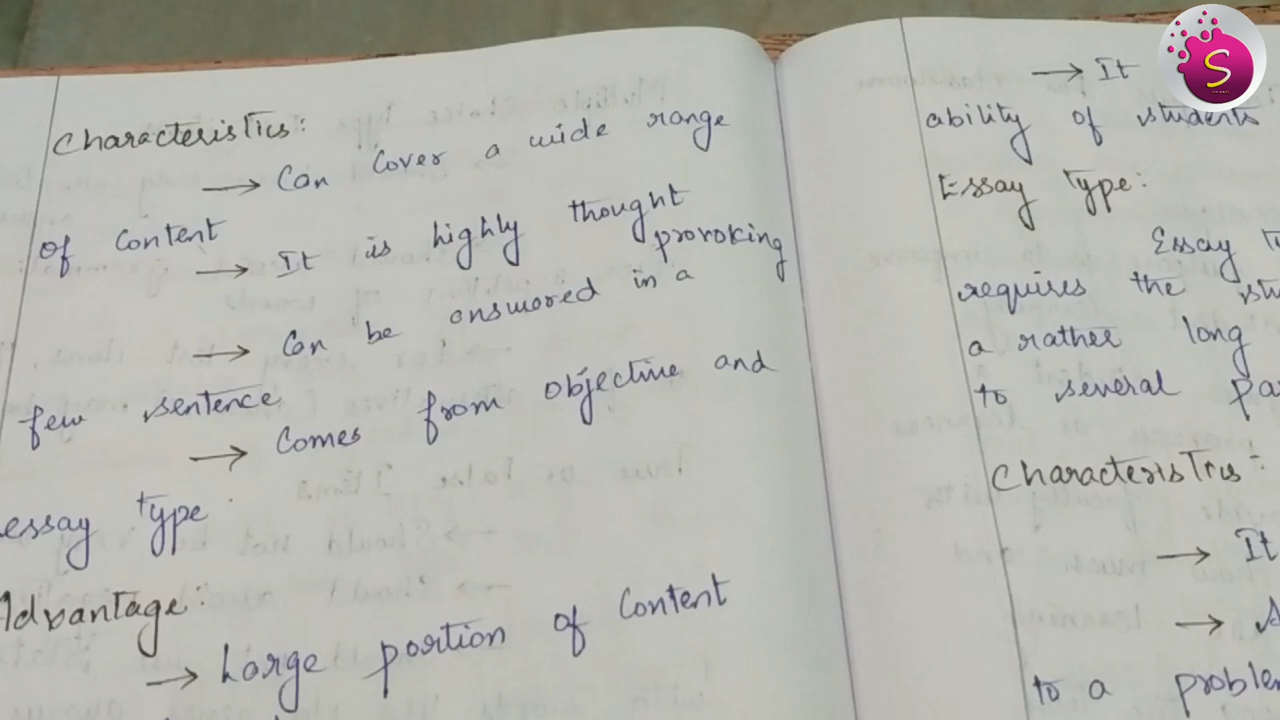 Characteristics:
→ Can cover a wide range
of content
→ It is highly thought
provoking
→ Can be answered in a
few sentence
→ Comes from objective and
essay type.
Advantage:
→ Large portion of content
→ It
ability of students
Essay Type:
Essay
requires the
a rather long
to several
Characteristics:
→ It
→
to a
S